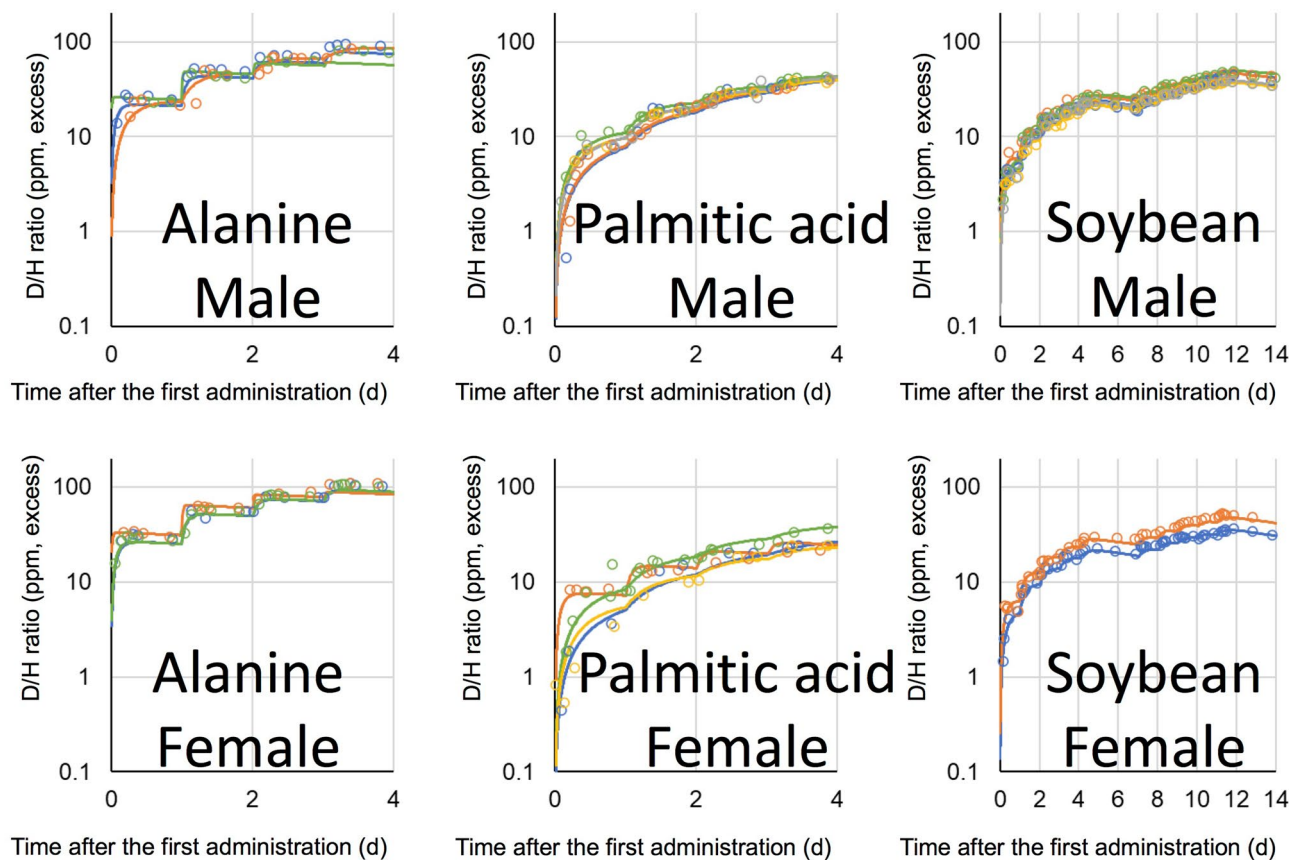 D/H ratio (ppm, excess)
100
10
1
0.1
Alanine
Male
0 2 4
Time after the first administration (d)
D/H ratio (ppm, excess)
100
10
1
0.1
Palmitic acid
Male
0 2 4
Time after the first administration (d)
D/H ratio (ppm, excess)
100
10
1
0.1
Soybean
Male
0 2 4 6 8 10 12 14
Time after the first administration (d)
D/H ratio (ppm, excess)
100
10
1
0.1
Alanine
Female
0 2 4
Time after the first administration (d)
D/H ratio (ppm, excess)
100
10
1
0.1
Palmitic acid
Female
0 2 4
Time after the first administration (d)
D/H ratio (ppm, excess)
100
10
1
0.1
Soybean
Female
0 2 4 6 8 10 12 14
Time after the first administration (d)